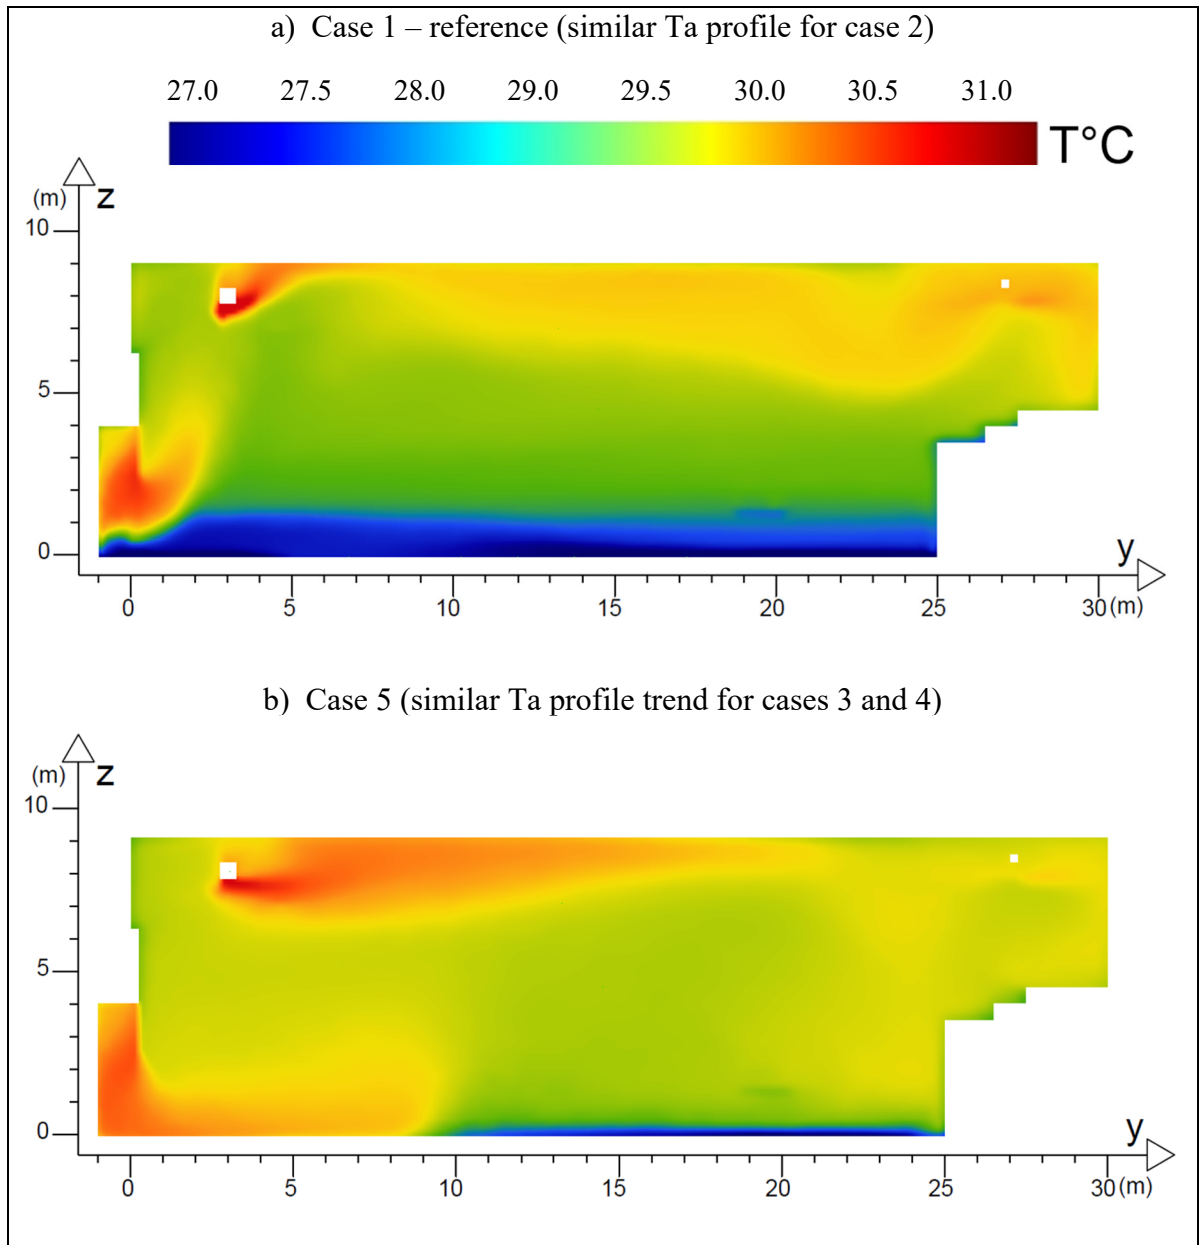 a) Case 1 – reference (similar Ta profile for case 2)
27.0 27.5 28.0 29.0 29.5 30.0 30.5 31.0
T°C
(m) z
10
5
0
y
0 5 10 15 20 25 30 (m)
b) Case 5 (similar Ta profile trend for cases 3 and 4)
(m) z
10
5
0
y
0 5 10 15 20 25 30 (m)